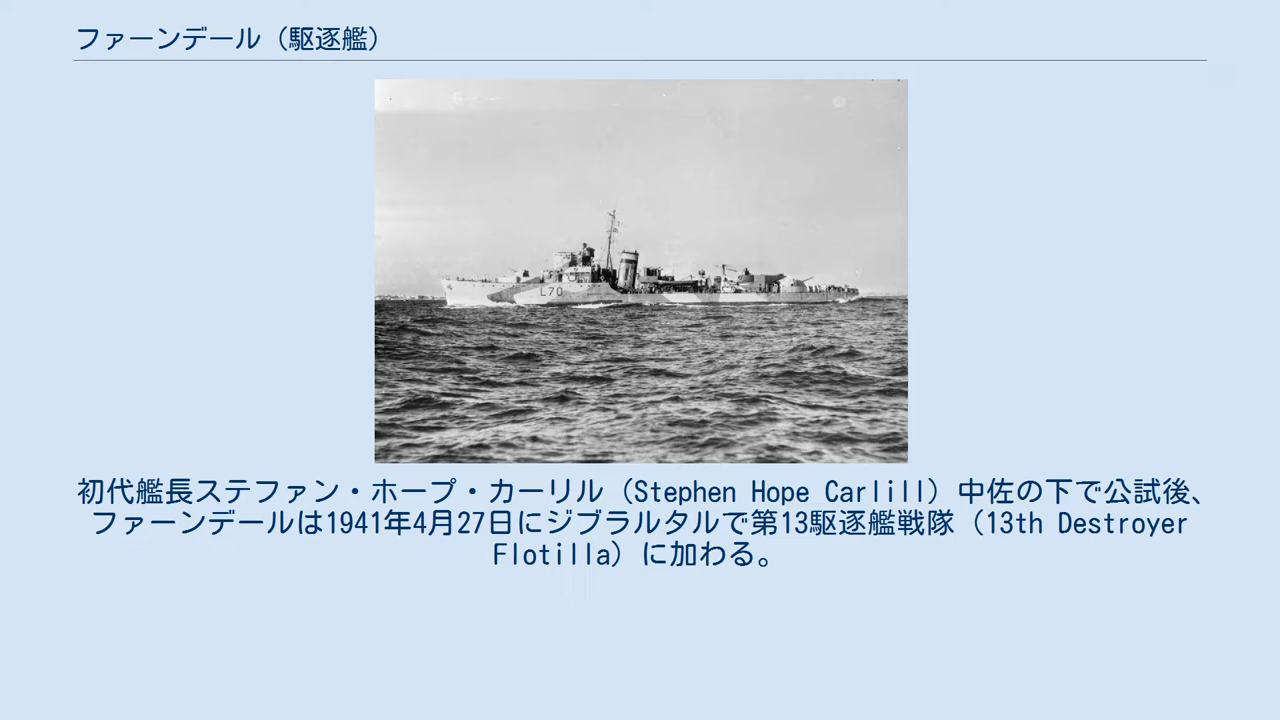 ファーンデール（駆逐艦）
L70
初代艦長ステファン・ホープ・カーリル（Stephen Hope Carlill）中佐の下で公試後、
ファーンデールは1941年4月27日にジブラルタルで第13駆逐艦戦隊（13th Destroyer
Flotilla）に加わる。